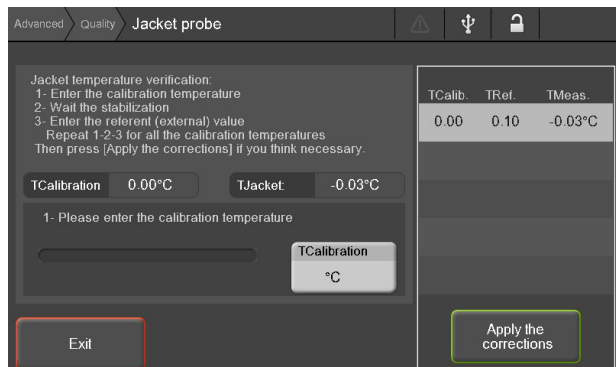 Advanced Quality Jacket probe
Jacket temperature verification:
1- Enter the calibration temperature
2- Wait the stabilization
3- Enter the referent (external) value
Repeat 1-2-3 for all the calibration temperatures
Then press [Apply the corrections] if you think necessary.
TCalibration 0.00°C TJacket: -0.03°C
1- Please enter the calibration temperature
TCalibration
°C
Exit
TCalib. TRef. TMeas.
0.00 0.10 -0.03°C
Apply the
corrections